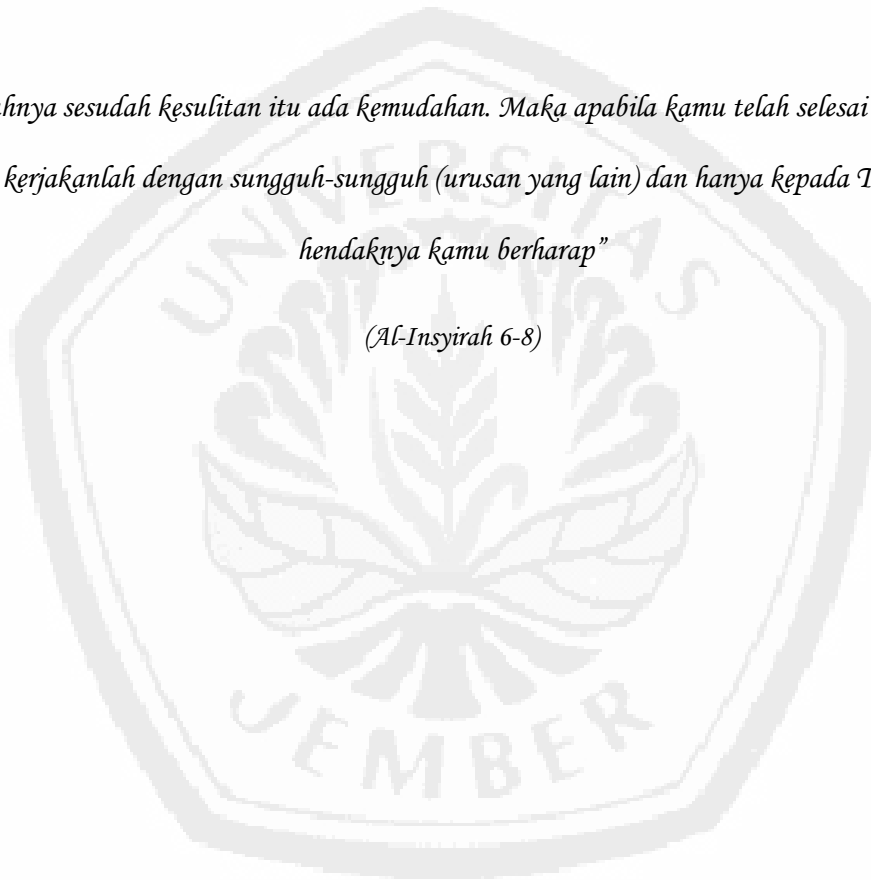 sesudah kesulitan itu ada kemudahan. Maka apabila kamu telah selesai
kerjakanlah dengan sungguh-sungguh (urusan yang lain) dan hanya kepada
hendaknya kamu berharap”
(Al-Insyirah 6-8)
UNIVERSITAS
JEMBER